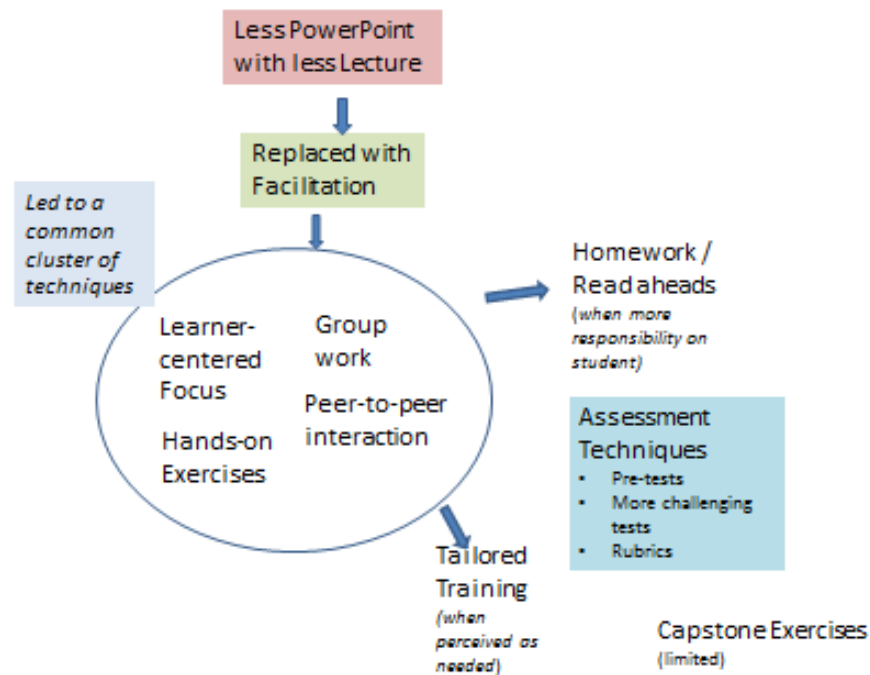 Less PowerPoint
with less Lecture
Replaced with
Facilitation
Led to a
common
cluster of
techniques
Learner-
centered
Focus
Group
work
Hands-on
Exercises
Peer-to-peer
interaction
Homework /
Read aheads
(when more
responsibility on
student)
Assessment
Techniques
• Pre-tests
• More challenging
tests
• Rubrics
Tailored
Training
(when
perceived as
needed)
Capstone Exercises
(limited)